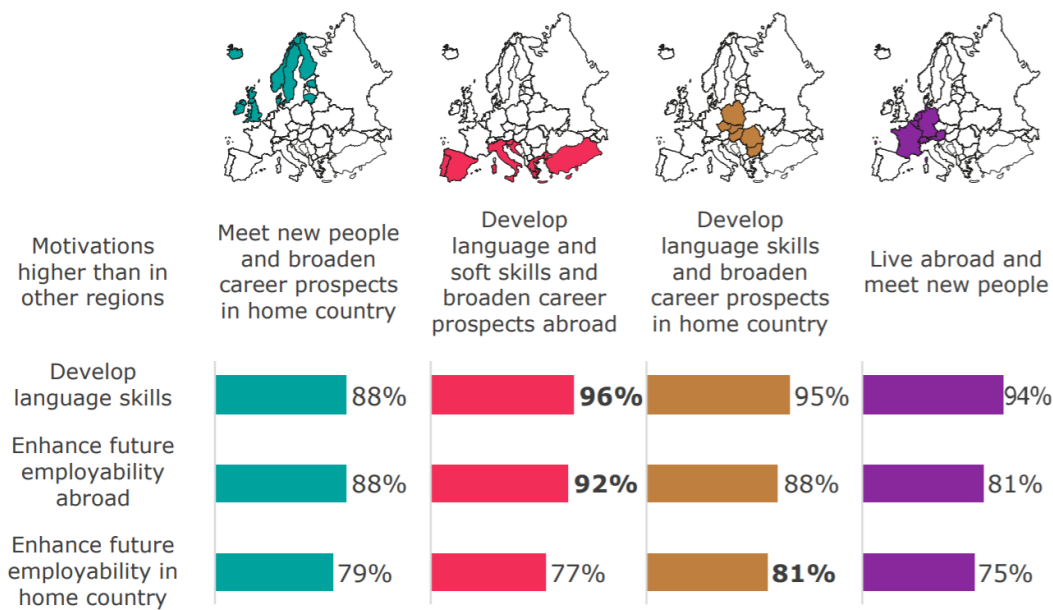 Motivations
higher than in
other regions
Meet new people
and broaden
career prospects
in home country
Develop
language and
soft skills and
broaden career
prospects abroad
Develop
language skills
and broaden
career prospects
in home country
Live abroad and
meet new people
Develop
language skills
88%
96%
95%
94%
Enhance future
employability
abroad
88%
92%
88%
81%
Enhance future
employability in
home country
79%
77%
81%
75%